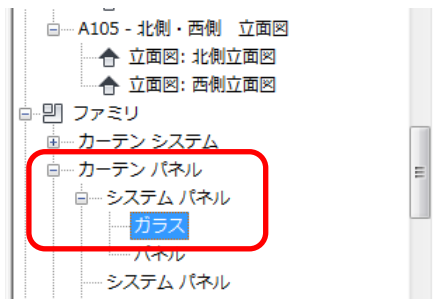 A105 - 北側・西側　立面図
立面図: 北側立面図
立面図: 西側立面図
ファミリ
カーテン システム
カーテン パネル
システム パネル
ガラス
パネル
システム パネル